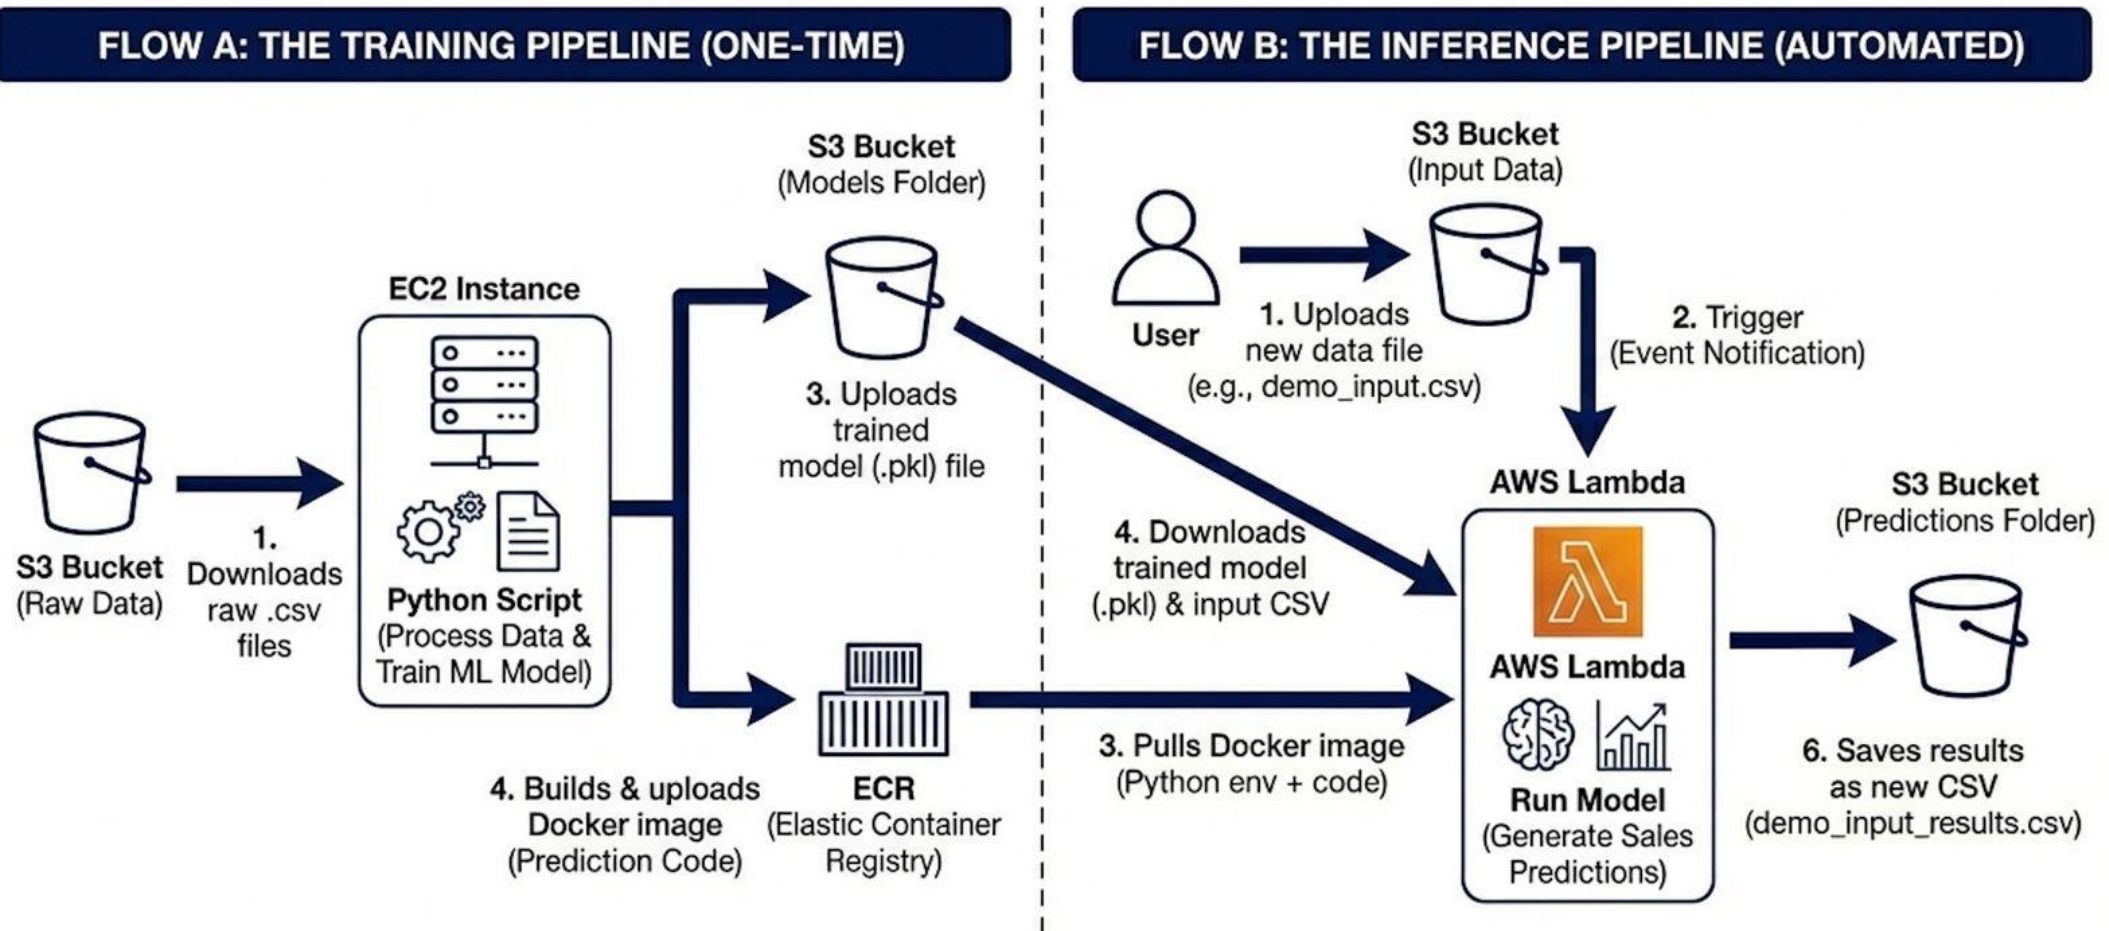 FLOW A: THE TRAINING PIPELINE (ONE-TIME)
S3 Bucket
(Raw Data)
1.
Downloads
raw .csv
files
EC2 Instance
Python Script
(Process Data &
Train ML Model)
S3 Bucket
(Models Folder)
3. Uploads
trained
model (.pkl) file
4. Builds & uploads
Docker image
(Prediction Code)
ECR
(Elastic Container
Registry)
FLOW B: THE INFERENCE PIPELINE (AUTOMATED)
User
1. Uploads
new data file
(e.g., demo_input.csv)
S3 Bucket
(Input Data)
2. Trigger
(Event Notification)
4. Downloads
trained model
(.pkl) & input CSV
3. Pulls Docker image
(Python env + code)
AWS Lambda
AWS Lambda
Run Model
(Generate Sales
Predictions)
S3 Bucket
(Predictions Folder)
6. Saves results
as new CSV
(demo_input_results.csv)